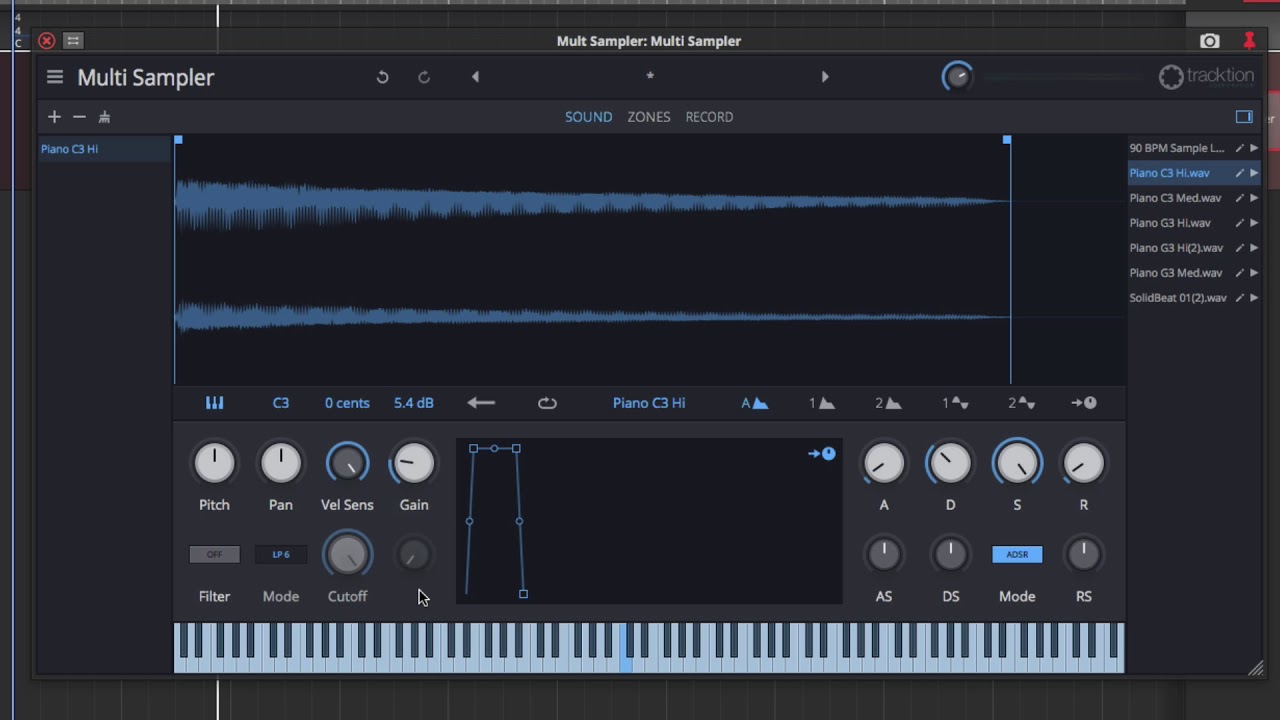 4
4
C
Mult Sampler: Multi Sampler
Multi Sampler
*
tracktion
SOUND ZONES RECORD
Piano C3 Hi
90 BPM Sample L...
Piano C3 Hi.wav
Piano C3 Med.wav
Piano G3 Hi.wav
Piano G3 Hi(2).wav
Piano G3 Med.wav
SolidBeat 01(2).wav
er
C3 0 cents 5.4 dB Piano C3 Hi A 1 2 1 2
Pitch Pan Vel Sens Gain A D S R
OFF LP 6 ADSR
Filter Mode Cutoff AS DS Mode RS